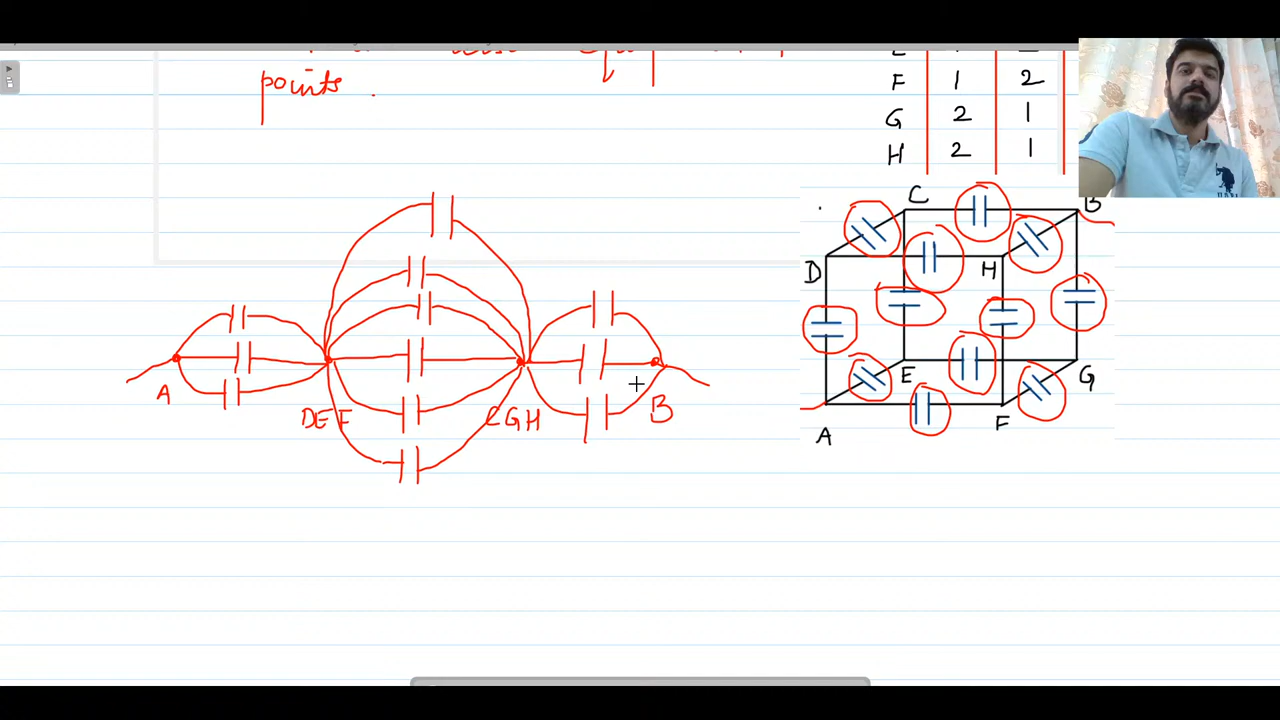 points .
F 1 2
G 2 1
H 2 1
C B
D H
A DEF CGH B
E G
A F